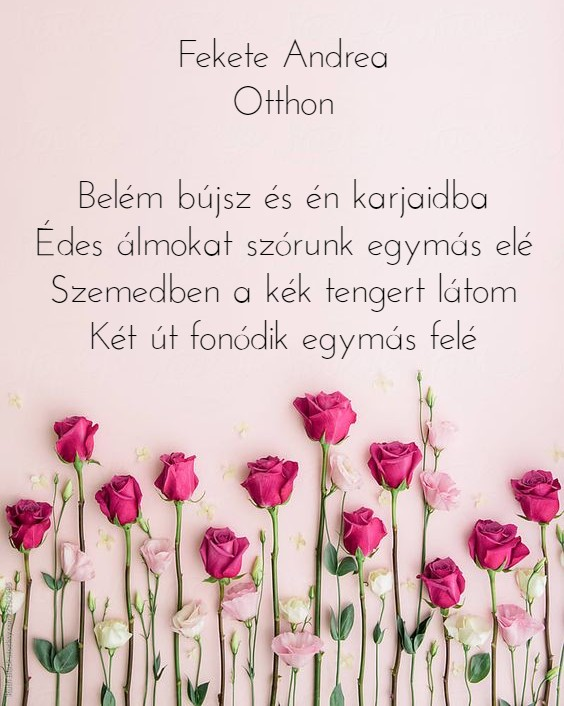 Fekete Andrea
Otthon
Belém bújsz és én karjaidba
Édes álmokat szórunk egymás elé
Szemedben a kék tengert látom
Két út fonódik egymás felé